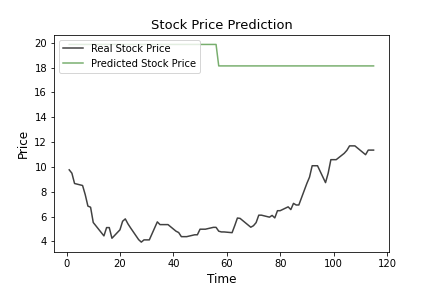 Stock Price Prediction
Real Stock Price
Predicted Stock Price
Price
20
18
16
14
12
10
8
6
4
0 20 40 60 80 100 120
Time